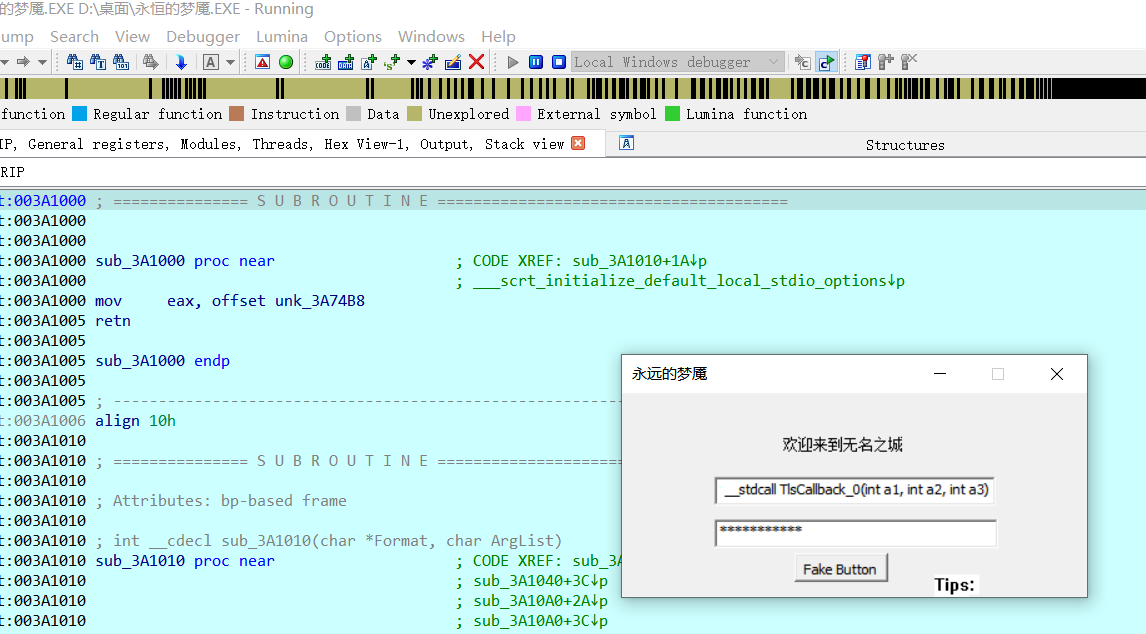 的梦魇.EXE D:\桌面\永恒的梦魇.EXE - Running
ump Search View Debugger Lumina Options Windows Help
Local Windows debugger
function Regular function Instruction Data Unexplored External symbol Lumina function
IP, General registers, Modules, Threads, Hex View-1, Output, Stack view Structures
RIP
t:003A1000 ; =============== S U B R O U T I N E =======================================
t:003A1000
t:003A1000
t:003A1000 sub_3A1000 proc near ; CODE XREF: sub_3A1010+1A↓p
t:003A1000 ; ___scrt_initialize_default_local_stdio_options↓p
t:003A1000 mov eax, offset unk_3A74B8
t:003A1005 retn
t:003A1005
t:003A1005 sub_3A1000 endp
t:003A1005
t:003A1005 ; ---------------------------------------------------------
t:003A1006 align 10h
t:003A1010
t:003A1010 ; =============== S U B R O U T I N E =====================
t:003A1010
t:003A1010 ; Attributes: bp-based frame
t:003A1010
t:003A1010 ; int __cdecl sub_3A1010(char *Format, char ArgList)
t:003A1010 sub_3A1010 proc near ; CODE XREF: sub_3A
t:003A1010 ; sub_3A1040+3C↓p
t:003A1010 ; sub_3A10A0+2A↓p
t:003A1010 ; sub_3A10A0+3C↓p
永远的梦魇
欢迎来到无名之城
__stdcall TlsCallback_0(int a1, int a2, int a3)
***********
Fake Button
Tips: